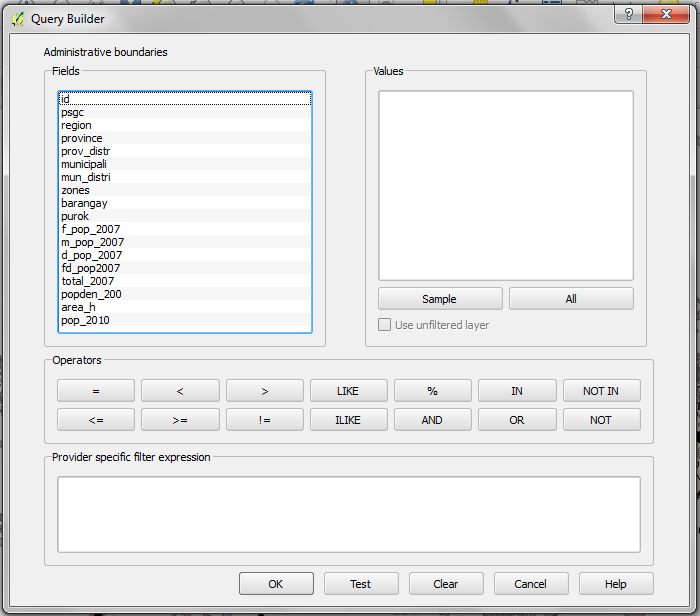 Query Builder
?
Administrative boundaries
Fields
id
psgc
region
province
prov_distr
municipali
mun_distri
zones
barangay
purok
f_pop_2007
m_pop_2007
d_pop_2007
fd_pop2007
total_2007
popden_200
area_h
pop_2010
Values
Sample All
Use unfiltered layer
Operators
= < > LIKE % IN NOT IN
<= >= != ILIKE AND OR NOT
Provider specific filter expression
OK Test Clear Cancel Help